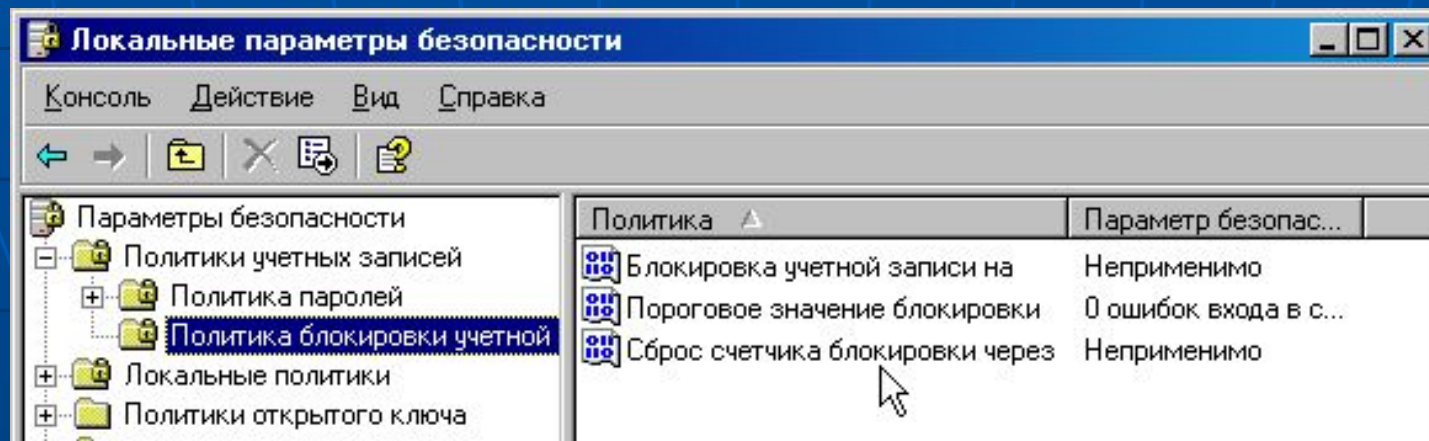 Локальные параметры безопасности
Консоль Действие Вид Справка
Параметры безопасности
Политики учетных записей
Политика паролей
Политика блокировки учетной
Локальные политики
Политики открытого ключа
Политика Параметр безопас...
Блокировка учетной записи на Неприменимо
Пороговое значение блокировки 0 ошибок входа в с...
Сброс счетчика блокировки через Неприменимо